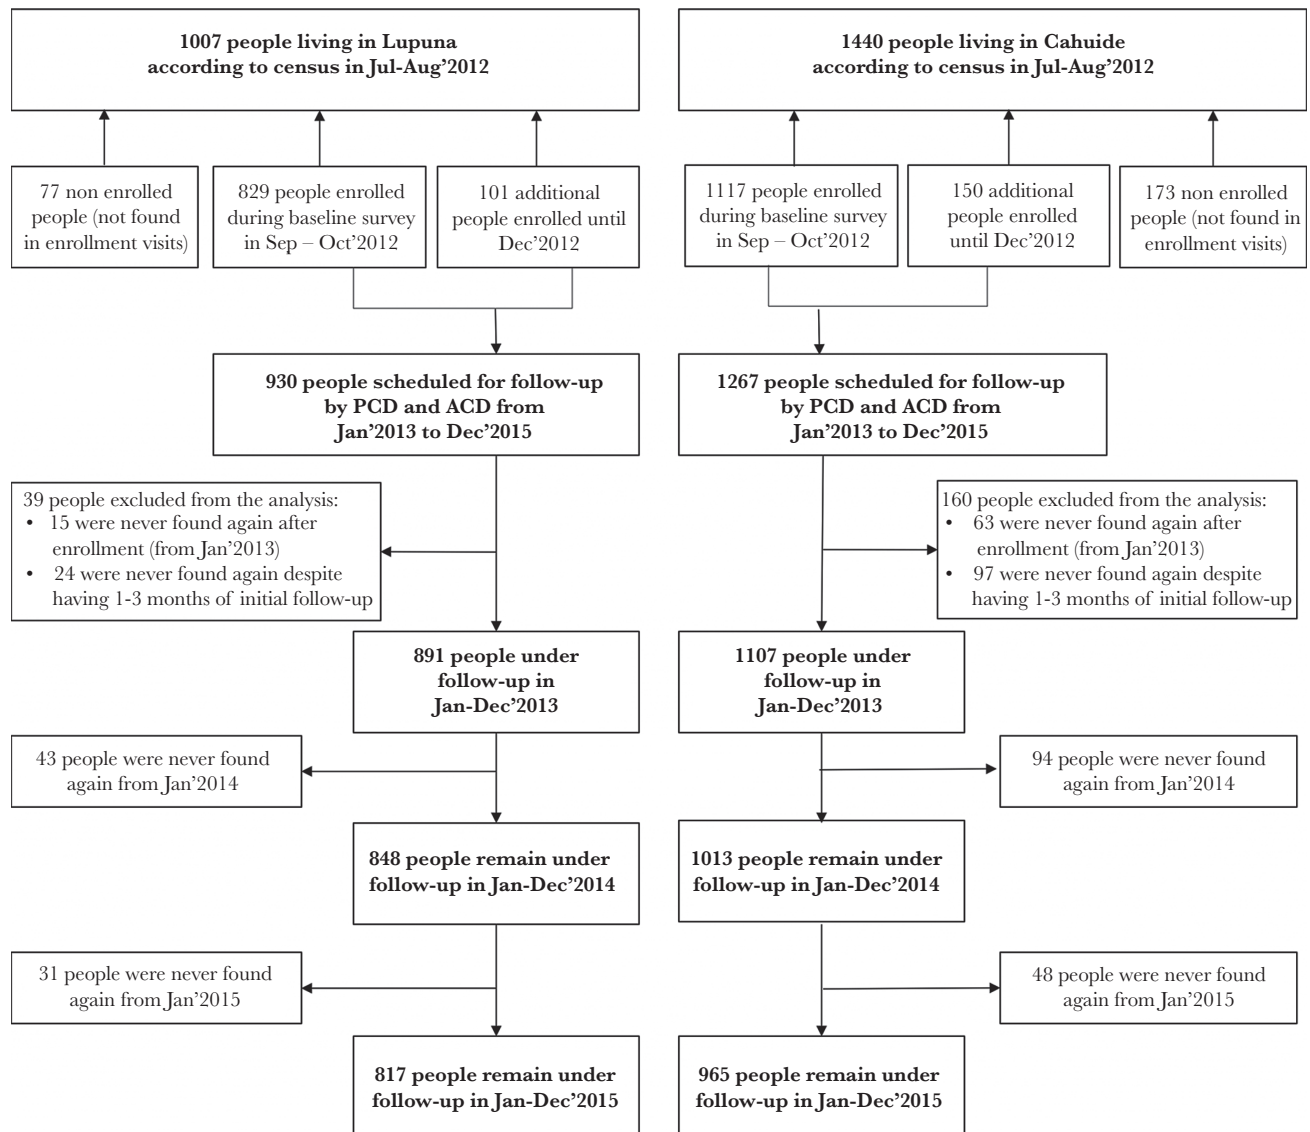 1007 people living in Lupuna
according to census in Jul-Aug’2012
1440 people living in Cahuide
according to census in Jul-Aug’2012
77 non enrolled
people (not found
in enrollment visits)
829 people enrolled
during baseline survey
in Sep – Oct’2012
101 additional
people enrolled until
Dec’2012
1117 people enrolled
during baseline survey
in Sep – Oct’2012
150 additional
people enrolled
until Dec’2012
173 non enrolled
people (not found in
enrollment visits)
930 people scheduled for follow-up
by PCD and ACD from
Jan’2013 to Dec’2015
1267 people scheduled for follow-up
by PCD and ACD from
Jan’2013 to Dec’2015
39 people excluded from the analysis:
• 15 were never found again after
enrollment (from Jan’2013)
• 24 were never found again despite
having 1-3 months of initial follow-up
160 people excluded from the analysis:
• 63 were never found again after
enrollment (from Jan’2013)
• 97 were never found again despite
having 1-3 months of initial follow-up
891 people under
follow-up in
Jan-Dec’2013
1107 people under
follow-up in
Jan-Dec’2013
43 people were never found
again from Jan’2014
94 people were never found
again from Jan’2014
848 people remain under
follow-up in Jan-Dec’2014
1013 people remain under
follow-up in Jan-Dec’2014
31 people were never found
again from Jan’2015
48 people were never found
again from Jan’2015
817 people remain under
follow-up in Jan-Dec’2015
965 people remain under
follow-up in Jan-Dec’2015